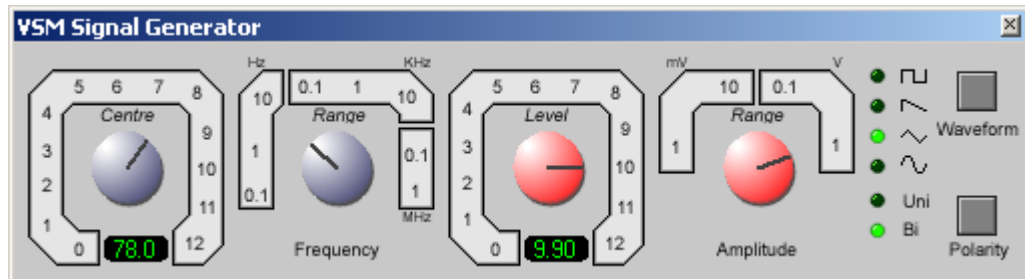 VSM Signal Generator
Hz KHz mV V
5 6 7 8 10 0.1 1 10 5 6 7 8 10 0.1
4 Centre 9 Range 4 Level 9 Range Waveform
3 10 1 0.1 3 10 1 1
2 11 0.1 1 2 11 Uni
1 MHz 1 Bi
0 78.0 12 Frequency 0 9.90 12 Amplitude Polarity